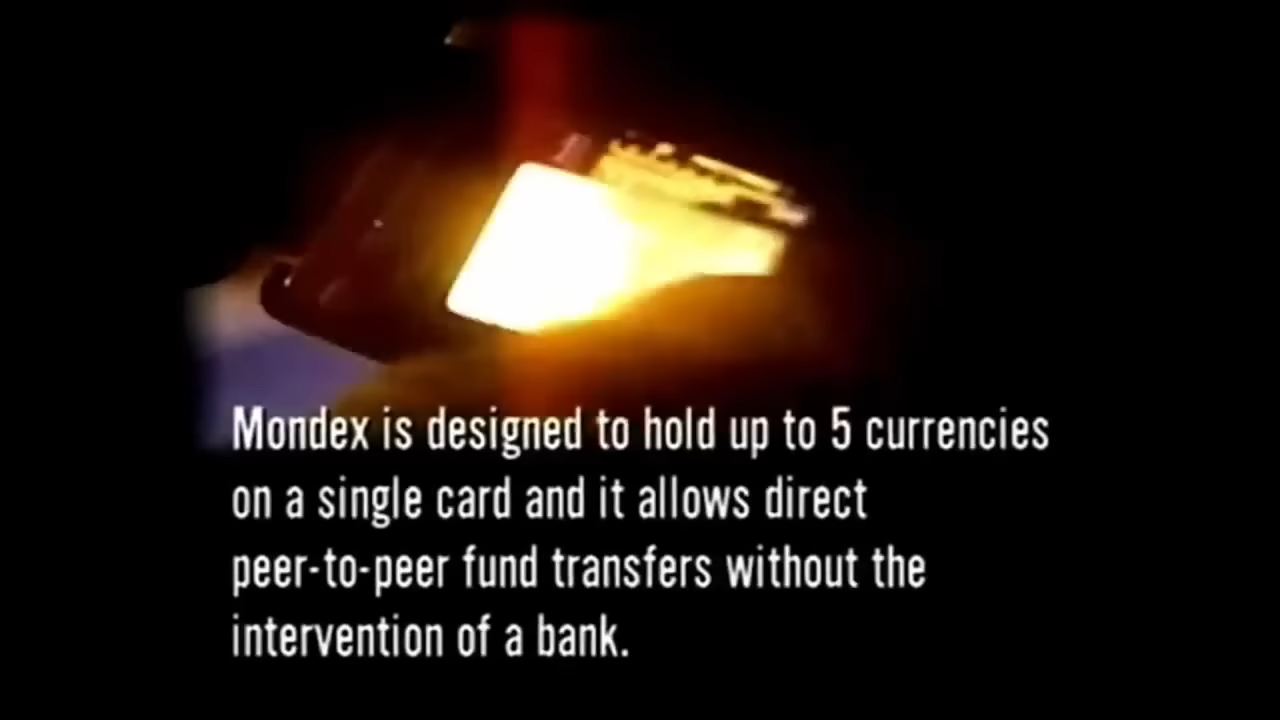 Mondex is designed to hold up to 5 currencies
on a single card and it allows direct
peer-to-peer fund transfers without the
intervention of a bank.